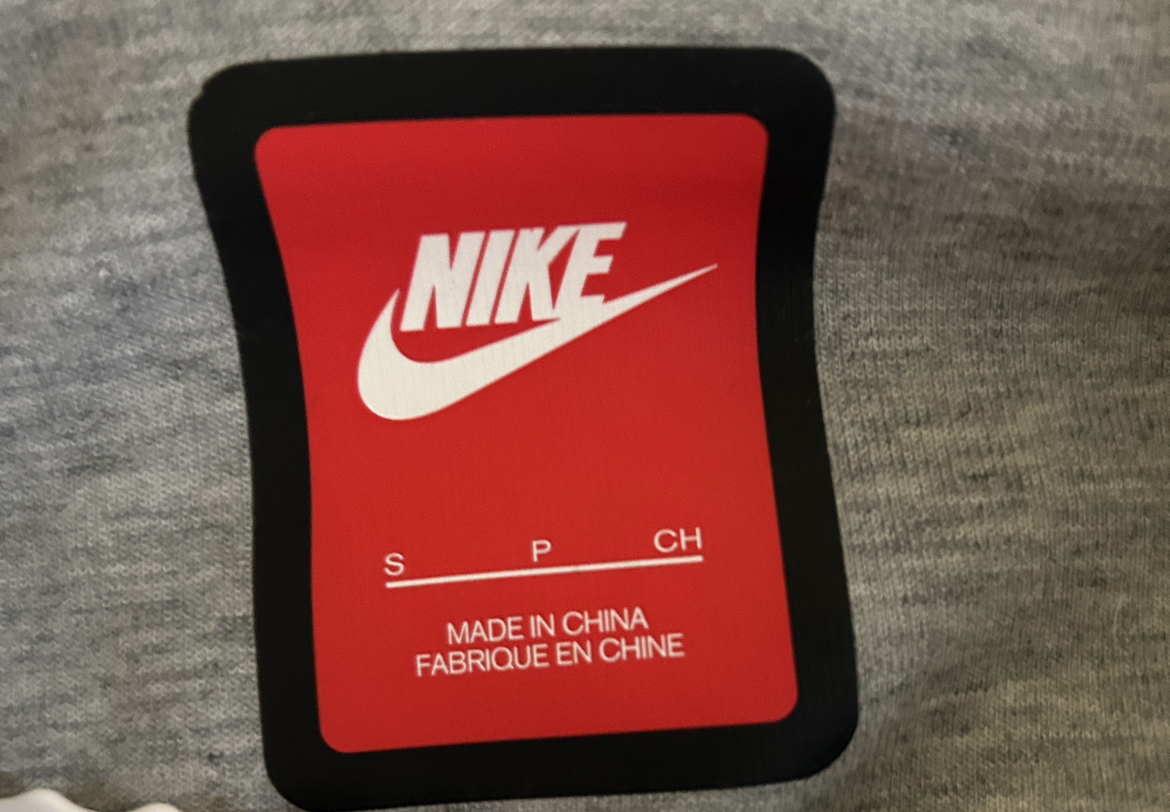 NIKE
S P CH
MADE IN CHINA
FABRIQUE EN CHINE